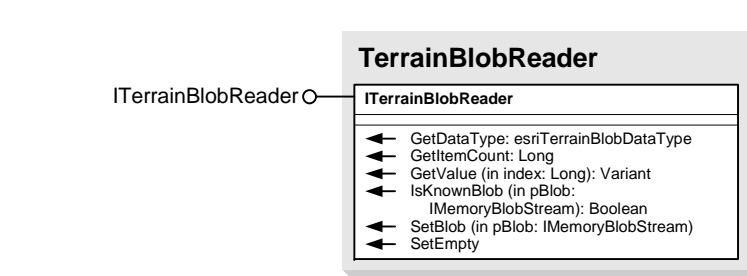 TerrainBlobReader
ITerrainBlobReader
ITerrainBlobReader
GetDataType: esriTerrainBlobDataType
GetItemCount: Long
GetValue (in index: Long): Variant
IsKnownBlob (in pBlob:
IMemoryBlobStream): Boolean
SetBlob (in pBlob: IMemoryBlobStream)
SetEmpty